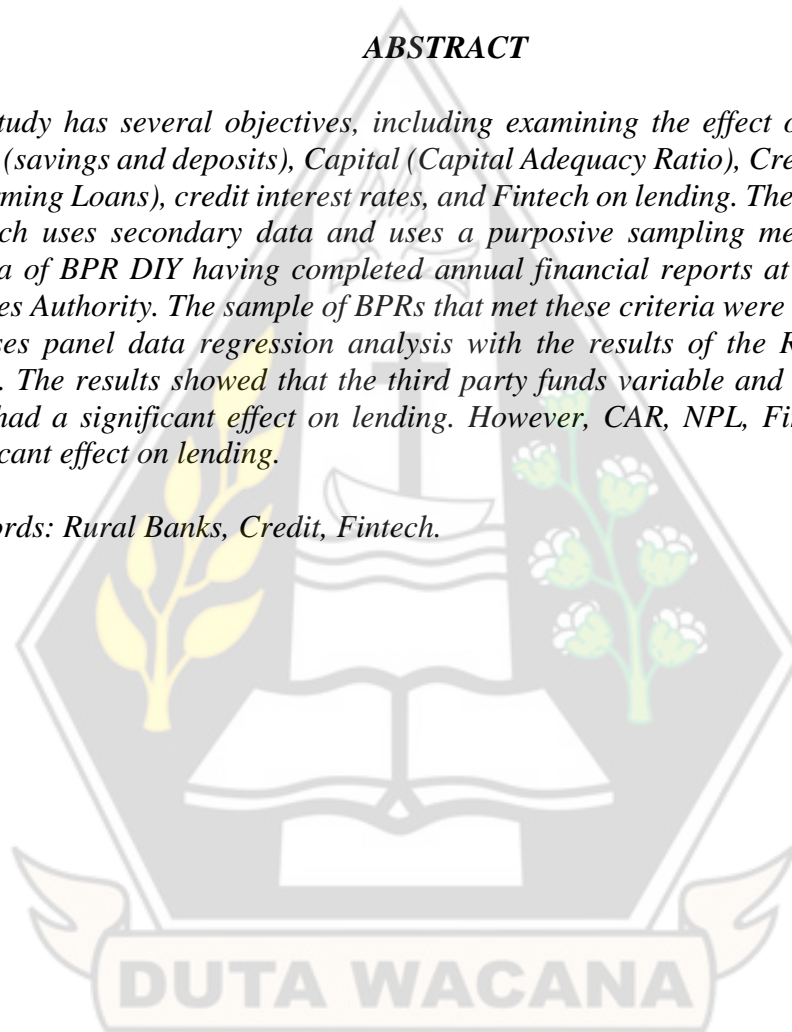 ABSTRACT
tudy has several objectives, including examining the effect o
(savings and deposits), Capital (Capital Adequacy Ratio), Cre
ming Loans), credit interest rates, and Fintech on lending. The
ch uses secondary data and uses a purposive sampling me
a of BPR DIY having completed annual financial reports at
es Authority. The sample of BPRs that met these criteria were
ses panel data regression analysis with the results of the R
. The results showed that the third party funds variable and
had a significant effect on lending. However, CAR, NPL, Fi
cant effect on lending.
ords: Rural Banks, Credit, Fintech.
DUTA WACANA